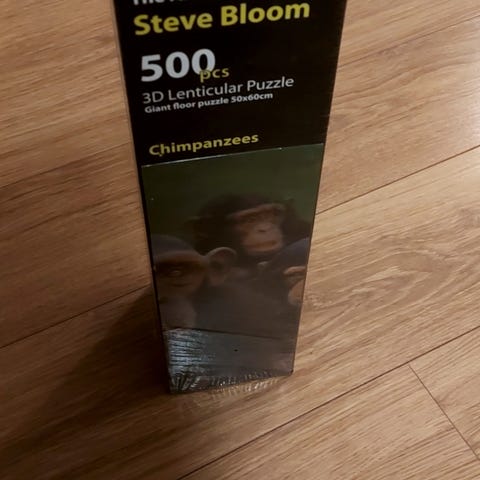 Steve Bloom
500
pcs
3D Lenticular Puzzle
Giant floor puzzle 50x60cm
Chimpanzees